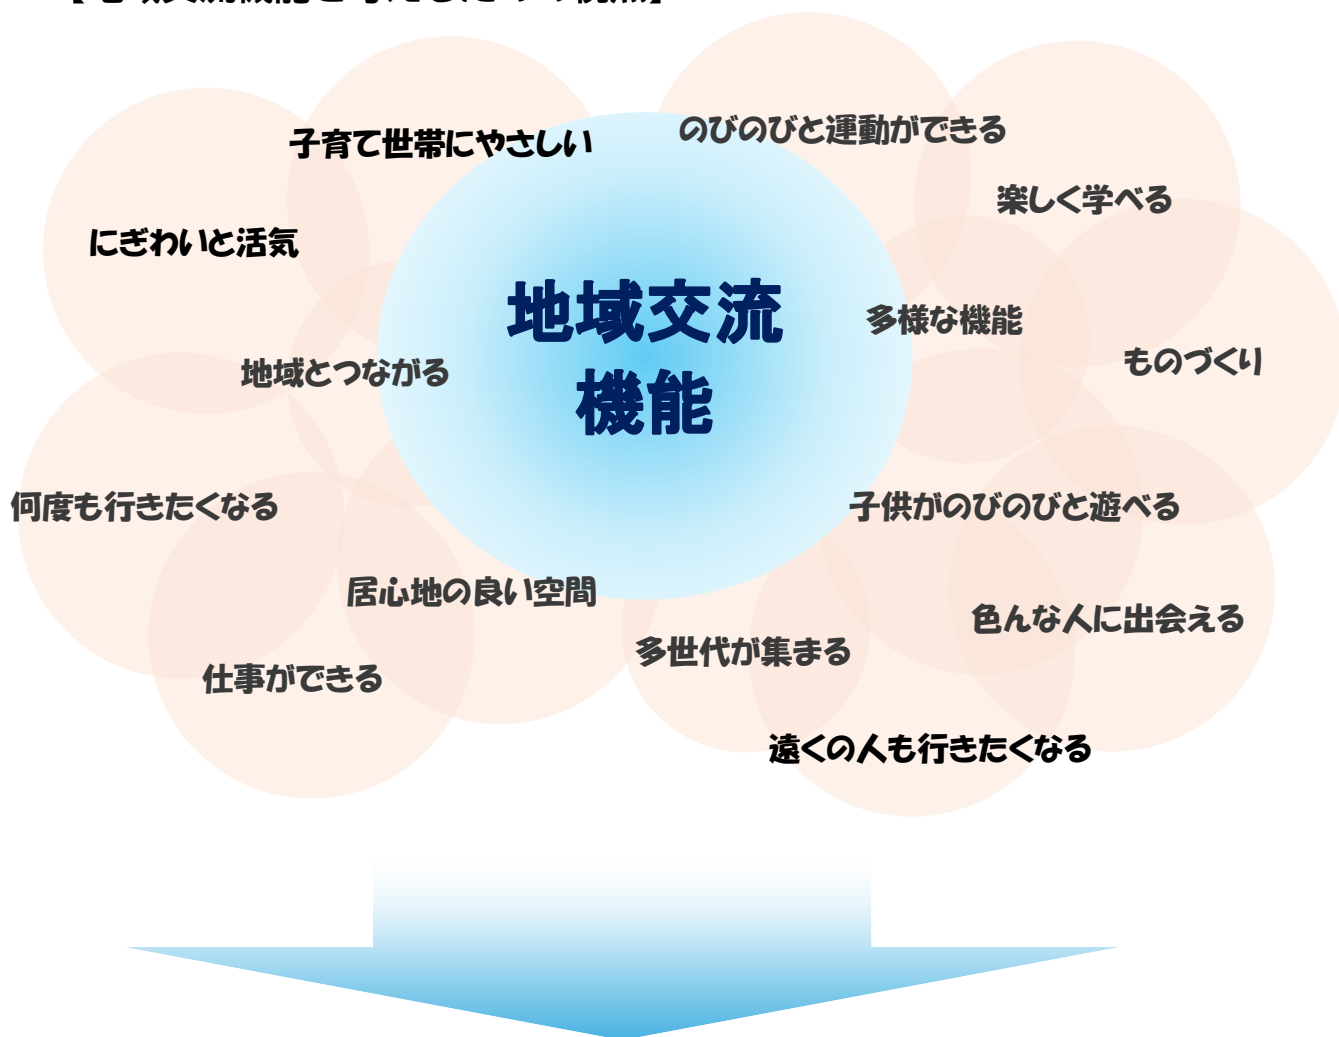 子育て世帯にやさしい
のびのびと運動ができる
楽しく学べる
にぎわいと活気
地域交流
機能
多様な機能
ものづくり
地域とつながる
何度も行きたくなる
子供がのびのびと遊べる
居心地の良い空間
色んな人に出会える
多世代が集まる
仕事ができる
遠くの人も行きたくなる